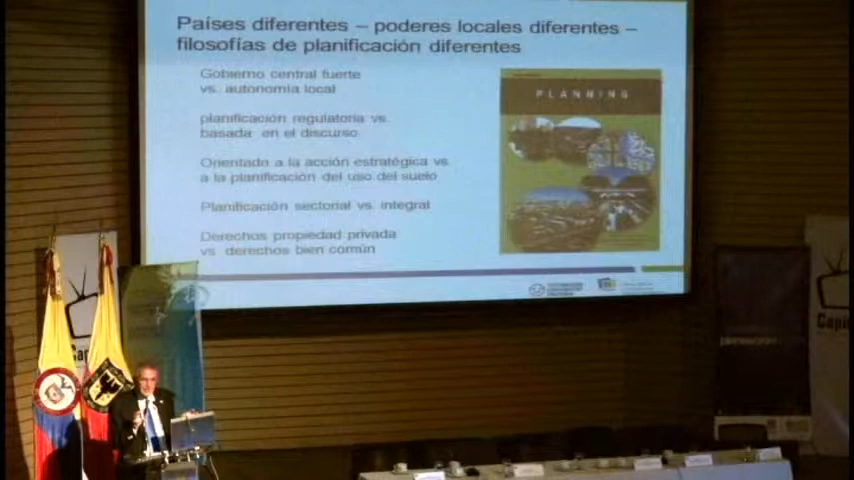 Países diferentes – poderes locales diferentes –
filosofías de planificación diferentes
Gobierno central fuerte
vs. autonomía local
planificación regulatoria vs.
basada en el discurso
Orientado a la acción estratégica vs.
a la planificación del uso del suelo
Planificación sectorial vs. integral
Derechos propiedad privada
vs derechos bien común
PLANNING